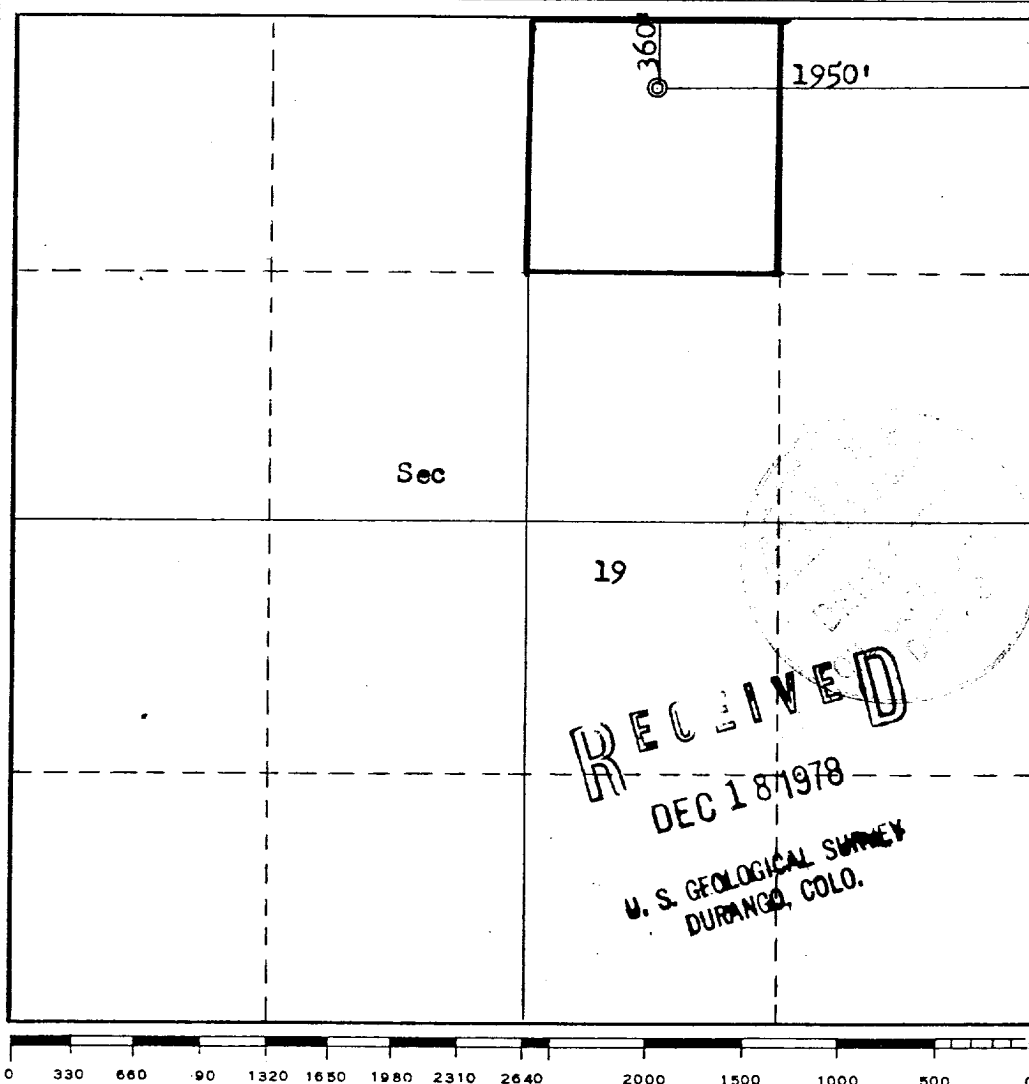 360'
1950'
Sec
19
RECEIVED
DEC 18 1978
U. S. GEOLOGICAL SURVEY
DURANGO, COLO.
0 330 660 90 1320 1650 1980 2310 2640 2000 1500 1000 500